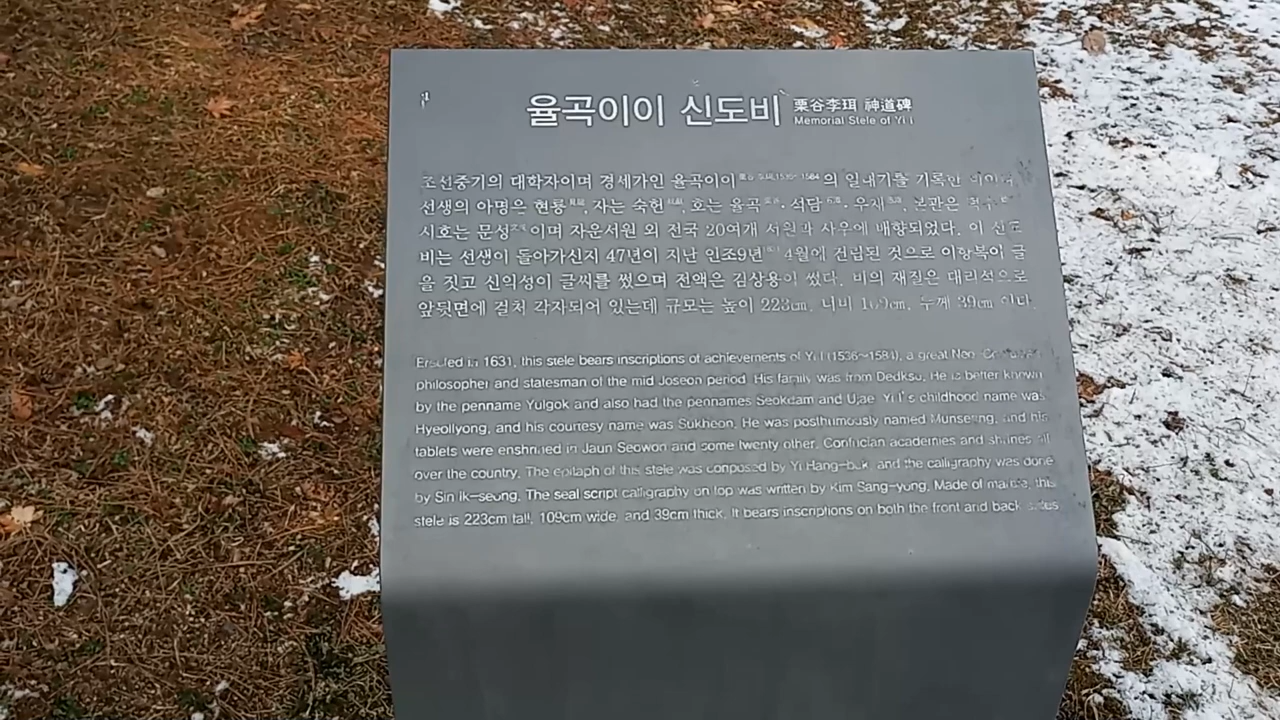 율곡이이 신도비 栗谷李珥 神道碑
Memorial Stele of Yi I
조선중기의 대학자이며 경세가인 율곡이이 1536~1584의 일대기를 기록한
선생의 아명은 현룡, 자는 숙헌, 호는 율곡·석담·우재, 본관은
시호는 문성이며 자운서원 외 전국 20여개 서원과 사우에 배향되었다. 이 신도
비는 선생이 돌아가신지 47년이 지난 인조9년 4월에 건립된 것으로 이항복이 글
을 짓고 신익성이 글씨를 썼으며 전액은 김상용이 썼다. 비의 재질은 대리석으로
앞뒷면에 걸쳐 각자되어 있는데 규모는 높이 223cm, 너비 109cm, 두께 39cm 이다.
Erected in 1631, this stele bears inscriptions of achievements of Yi I (1536~1584), a great Neo-
philosopher and statesman of the mid Joseon period. His family was from Deoksu. He is better known
by the penname Yulgok and also had the pennames Seokdam and Ujae. Yi I's childhood name was
Hyeollyong, and his courtesy name was Sukheon. He was posthumously named Munseong, and his
tablets were enshrined in Jaun Seowon and some twenty other, Confucian academies and shrines all
over the country. The epitaph of this stele was composed by Yi Hang-bok, and the calligraphy was done
by Sin Ik-seong. The seal script calligraphy on top was written by Kim Sang-yong. Made of marble, this
stele is 223cm tall, 109cm wide, and 39cm thick. It bears inscriptions on both the front and back